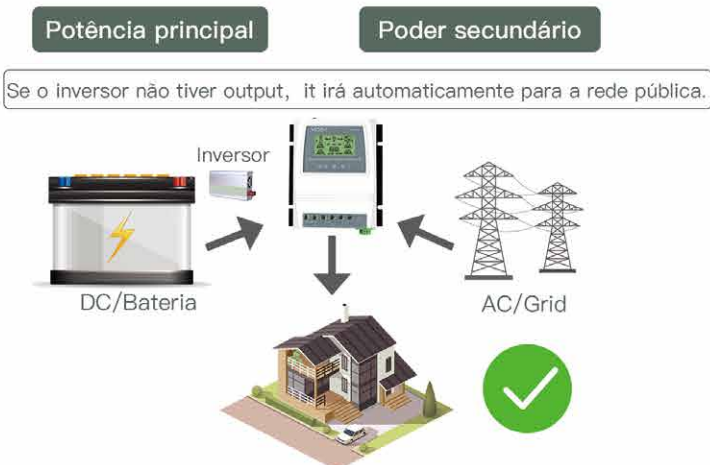 Potência principal
Poder secundário
Se o inversor não tiver output, it irá automaticamente para a rede pública.
Inversor
DC/Bateria
AC/Grid